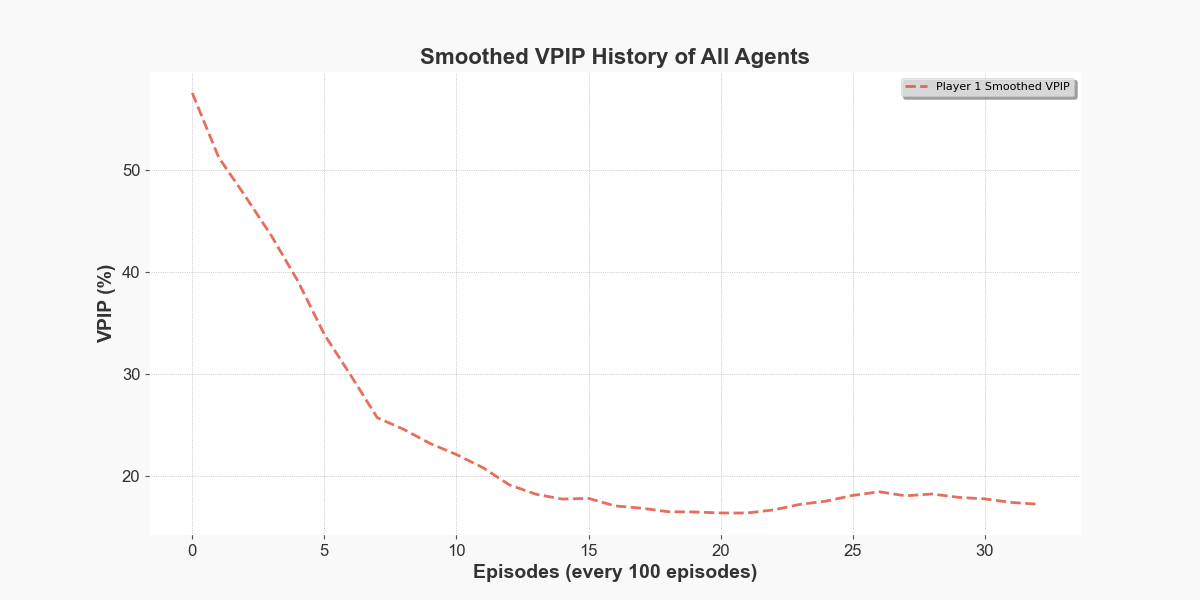 Smoothed VPIP History of All Agents
Player 1 Smoothed VPIP
VPIP (%)
50
40
30
20
0 5 10 15 20 25 30
Episodes (every 100 episodes)